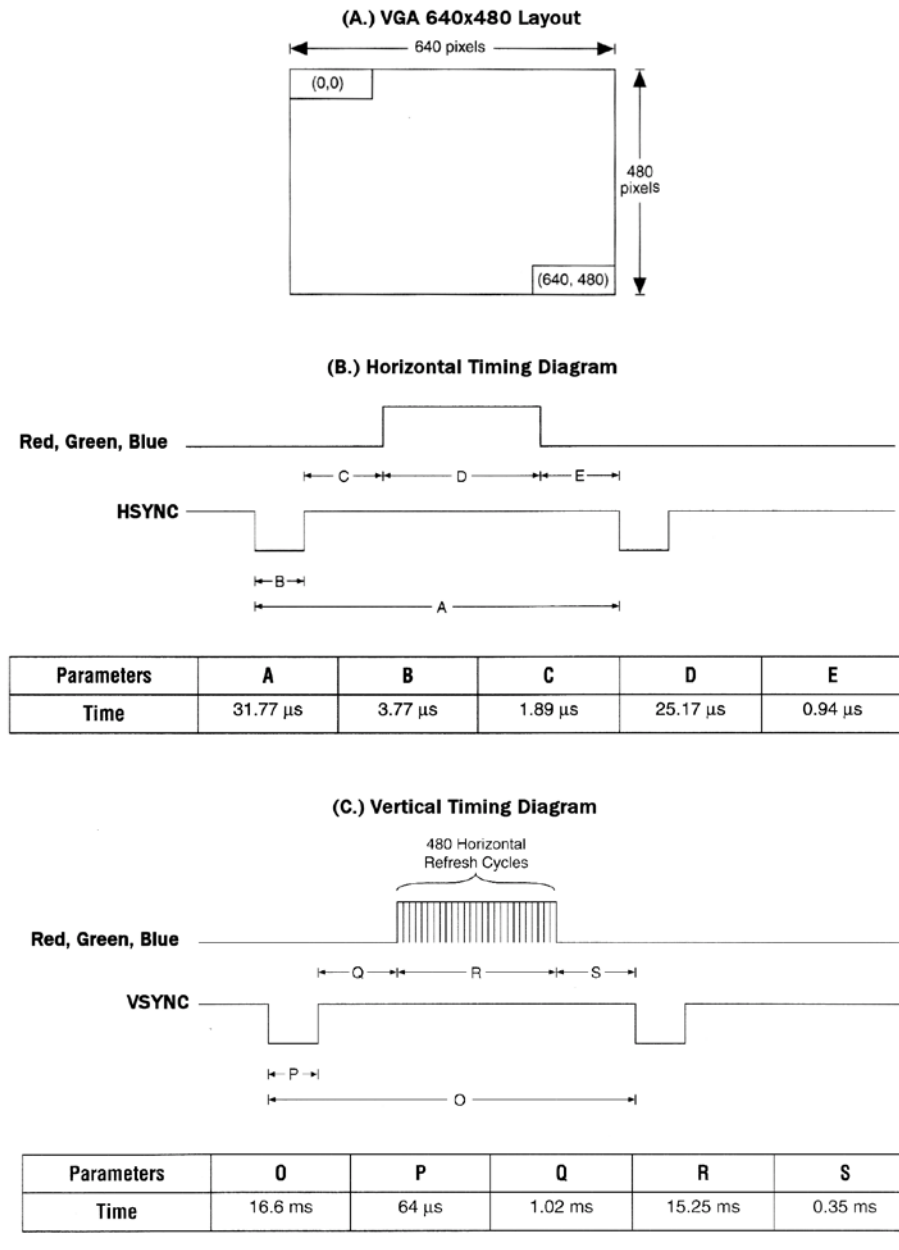 (A.) VGA 640x480 Layout
640 pixels
(0,0)
480
pixels
(640, 480)
(B.) Horizontal Timing Diagram
Red, Green, Blue
C D E
HSYNC
B
A
Parameters A B C D E
Time 31.77 µs 3.77 µs 1.89 µs 25.17 µs 0.94 µs
(C.) Vertical Timing Diagram
480 Horizontal
Refresh Cycles
Red, Green, Blue
Q R S
VSYNC
P
O
Parameters O P Q R S
Time 16.6 ms 64 µs 1.02 ms 15.25 ms 0.35 ms